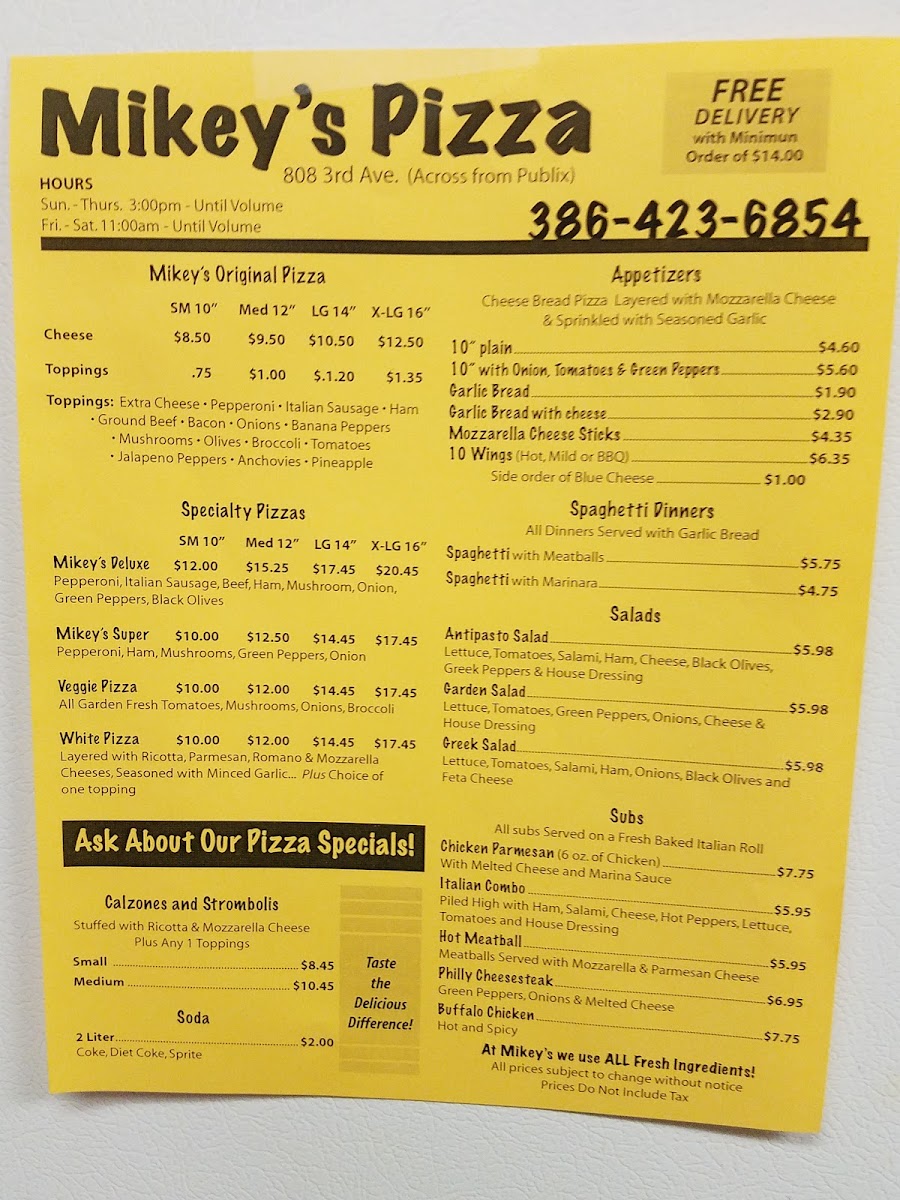 Mikey's Pizza
808 3rd Ave. (Across from Publix)
FREE
DELIVERY
with Minimun
Order of $14.00
HOURS
Sun. - Thurs. 3:00pm - Until Volume
Fri. - Sat. 11:00am - Until Volume
386-423-6854
Mikey's Original Pizza
SM 10" Med 12" LG 14" X-LG 16"
Cheese $8.50 $9.50 $10.50 $12.50
Toppings .75 $1.00 $.1.20 $1.35
Toppings: Extra Cheese • Pepperoni • Italian Sausage • Ham
• Ground Beef • Bacon • Onions • Banana Peppers
• Mushrooms • Olives • Broccoli • Tomatoes
• Jalapeno Peppers • Anchovies • Pineapple
Specialty Pizzas
SM 10" Med 12" LG 14" X-LG 16"
Mikey's Deluxe $12.00 $15.25 $17.45 $20.45
Pepperoni, Italian Sausage, Beef, Ham, Mushroom, Onion,
Green Peppers, Black Olives
Mikey's Super $10.00 $12.50 $14.45 $17.45
Pepperoni, Ham, Mushrooms, Green Peppers, Onion
Veggie Pizza $10.00 $12.00 $14.45 $17.45
All Garden Fresh Tomatoes, Mushrooms, Onions, Broccoli
White Pizza $10.00 $12.00 $14.45 $17.45
Layered with Ricotta, Parmesan, Romano & Mozzarella
Cheeses, Seasoned with Minced Garlic... Plus Choice of
one topping
Ask About Our Pizza Specials!
Calzones and Strombolis
Stuffed with Ricotta & Mozzarella Cheese
Plus Any 1 Toppings
Small $8.45
Medium $10.45
Soda
2 Liter $2.00
Coke, Diet Coke, Sprite
Taste
the
Delicious
Difference!
Appetizers
Cheese Bread Pizza Layered with Mozzarella Cheese
& Sprinkled with Seasoned Garlic
10" plain $4.60
10" with Onion, Tomatoes & Green Peppers $5.60
Garlic Bread $1.90
Garlic Bread with cheese $2.90
Mozzarella Cheese Sticks $4.35
10 Wings (Hot, Mild or BBQ) $6.35
Side order of Blue Cheese $1.00
Spaghetti Dinners
All Dinners Served with Garlic Bread
Spaghetti with Meatballs $5.75
Spaghetti with Marinara $4.75
Salads
Antipasto Salad $5.98
Lettuce, Tomatoes, Salami, Ham, Cheese, Black Olives,
Greek Peppers & House Dressing
Garden Salad $5.98
Lettuce, Tomatoes, Green Peppers, Onions, Cheese &
House Dressing
Greek Salad $5.98
Lettuce, Tomatoes, Salami, Ham, Onions, Black Olives and
Feta Cheese
Subs
All subs Served on a Fresh Baked Italian Roll
Chicken Parmesan (6 oz. of Chicken) $7.75
With Melted Cheese and Marina Sauce
Italian Combo $5.95
Piled High with Ham, Salami, Cheese, Hot Peppers, Lettuce,
Tomatoes and House Dressing
Hot Meatball $5.95
Meatballs Served with Mozzarella & Parmesan Cheese
Philly Cheesesteak $6.95
Green Peppers, Onions & Melted Cheese
Buffalo Chicken $7.75
Hot and Spicy
At Mikey's we use ALL Fresh Ingredients!
All prices subject to change without notice
Prices Do Not Include Tax